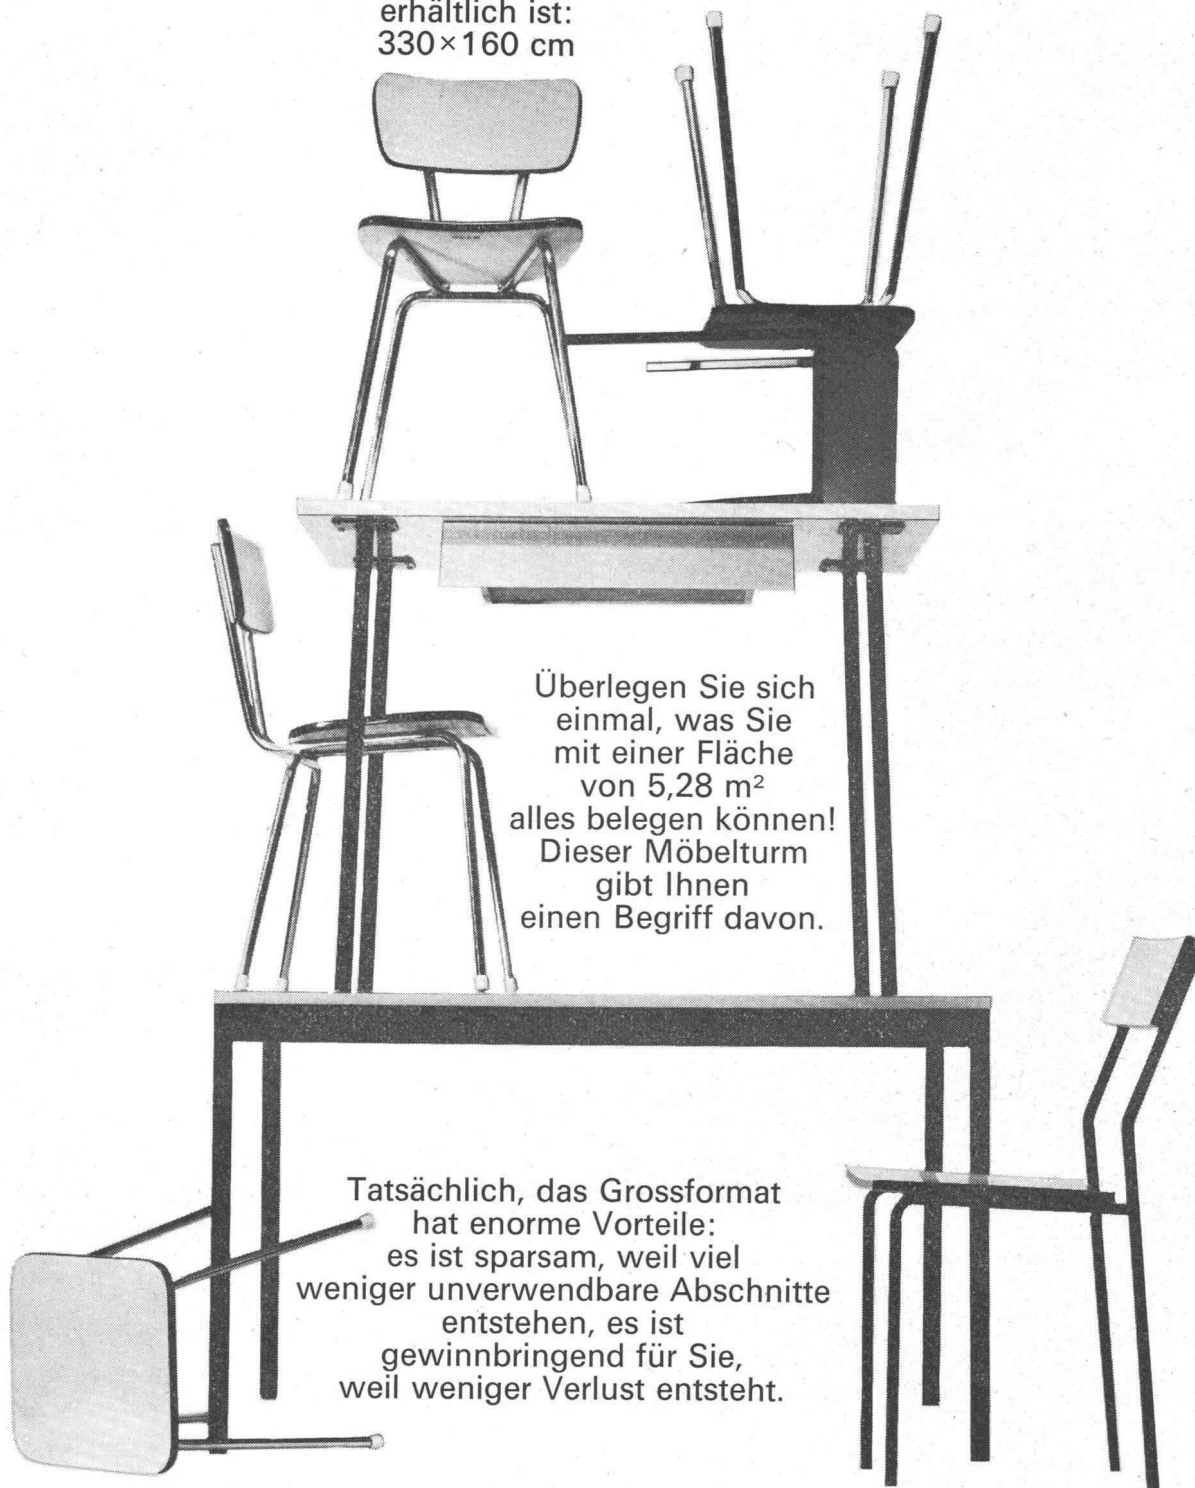 erhältlich ist:
330×160 cm
Überlegen Sie sich
einmal, was Sie
mit einer Fläche
von 5,28 m²
alles belegen können!
Dieser Möbelturm
gibt Ihnen
einen Begriff davon.
Tatsächlich, das Grossformat
hat enorme Vorteile:
es ist sparsam, weil viel
weniger unverwendbare Abschnitte
entstehen, es ist
gewinnbringend für Sie,
weil weniger Verlust entsteht.